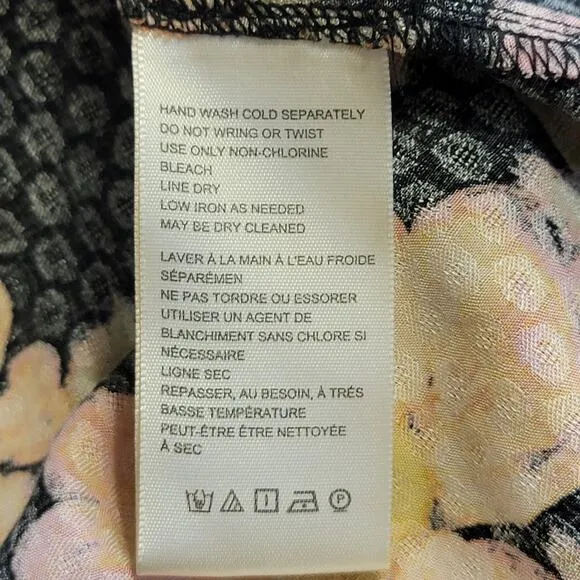 HAND WASH COLD SEPARATELY
DO NOT WRING OR TWIST
USE ONLY NON-CHLORINE
BLEACH
LINE DRY
LOW IRON AS NEEDED
MAY BE DRY CLEANED
LAVER À LA MAIN À L'EAU FROIDE
SÉPARÉMEN
NE PAS TORDRE OU ESSORER
UTILISER UN AGENT DE
BLANCHIMENT SANS CHLORE SI
NÉCESSAIRE
LIGNE SEC
REPASSER, AU BESOIN, À TRÉS
BASSE TEMPÉRATURE
PEUT-ÊTRE ÊTRE NETTOYÉE
À SEC
P